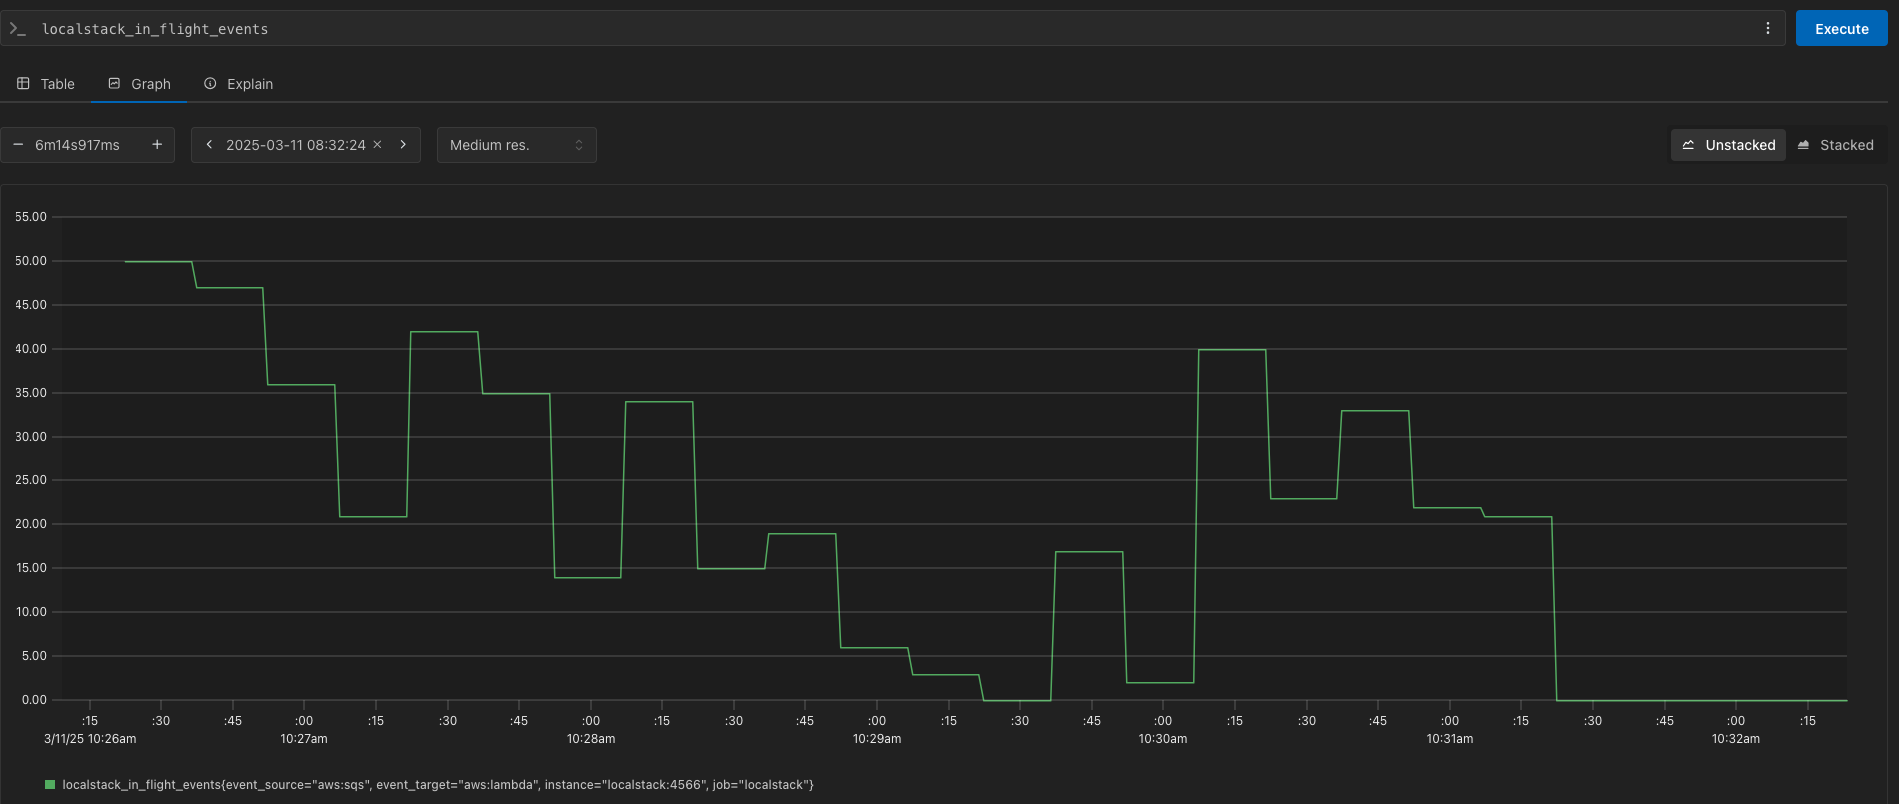 localstack_in_flight_events
Execute
Table Graph Explain
6m14s917ms 2025-03-11 08:32:24 Medium res. Unstacked Stacked
55.00
50.00
45.00
40.00
35.00
30.00
25.00
20.00
15.00
10.00
5.00
0.00
:15 :30 :45 :00 :15 :30 :45 :00 :15 :30 :45 :00 :15 :30 :45 :00 :15 :30 :45 :00 :15 :30 :45 :00 :15
3/11/25 10:26am 10:27am 10:28am 10:29am 10:30am 10:31am 10:32am
localstack_in_flight_events{event_source="aws:sqs", event_target="aws:lambda", instance="localstack:4566", job="localstack"}